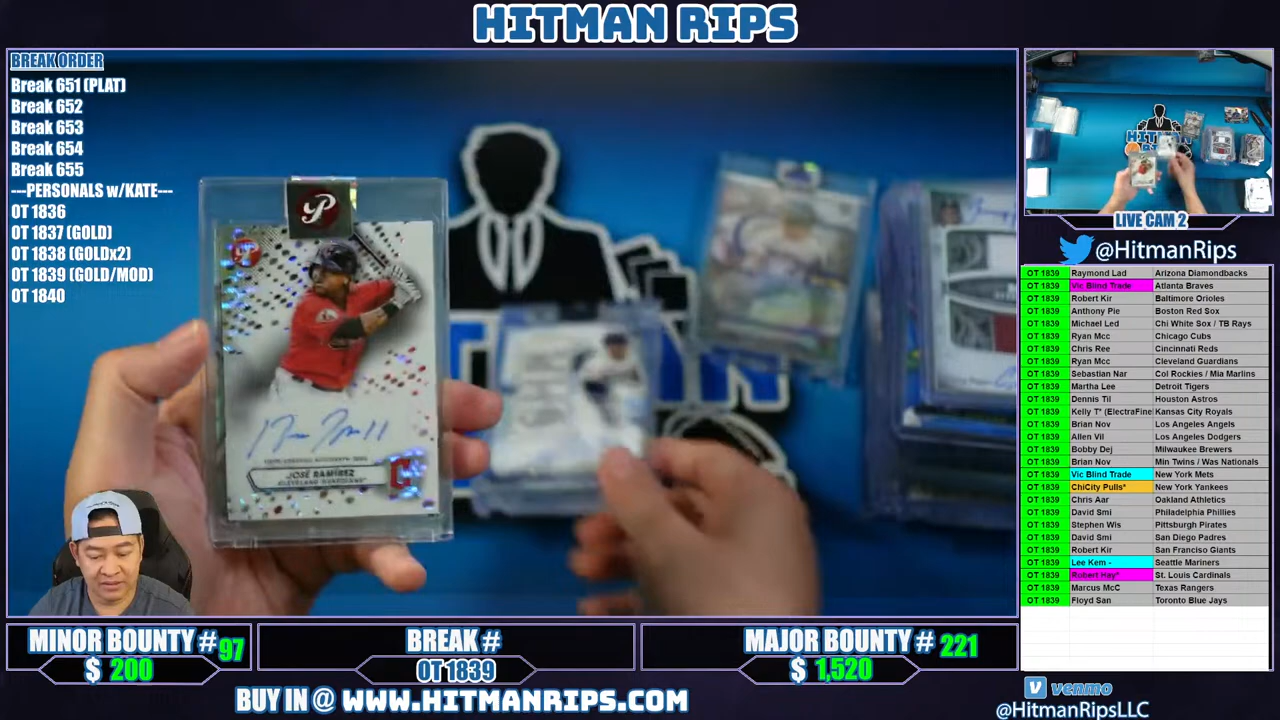 HITMAN RIPS
BREAK ORDER
Break 651 (PLAT)
Break 652
Break 653
Break 654
Break 655
---PERSONALS w/KATE---
OT 1836
OT 1837 (GOLD)
OT 1838 (GOLDx2)
OT 1839 (GOLD/MOD)
OT 1840
P
JOSÉ RAMÍREZ
CLEVELAND GUARDIANS
C
LIVE CAM 2
@HitmanRips
OT 1839 Raymond Lad Arizona Diamondbacks
OT 1839 Vic Blind Trade Atlanta Braves
OT 1839 Robert Kir Baltimore Orioles
OT 1839 Anthony Pie Boston Red Sox
OT 1839 Michael Led Chi White Sox / TB Rays
OT 1839 Ryan Mcc Chicago Cubs
OT 1839 Chris Ree Cincinnati Reds
OT 1839 Ryan Mcc Cleveland Guardians
OT 1839 Sebastian Nar Col Rockies / Mia Marlins
OT 1839 Martha Lee Detroit Tigers
OT 1839 Dennis Til Houston Astros
OT 1839 Kelly T* (ElectraFine Kansas City Royals
OT 1839 Brian Nov Los Angeles Angels
OT 1839 Allen Vil Los Angeles Dodgers
OT 1839 Bobby Dej Milwaukee Brewers
OT 1839 Brian Nov Min Twins / Was Nationals
OT 1839 Vic Blind Trade New York Mets
OT 1839 ChiCity Pulls* New York Yankees
OT 1839 Chris Aar Oakland Athletics
OT 1839 David Smi Philadelphia Phillies
OT 1839 Stephen Wis Pittsburgh Pirates
OT 1839 David Smi San Diego Padres
OT 1839 Robert Kir San Franciso Giants
OT 1839 Lee Kem - Seattle Mariners
OT 1839 Robert Hay* St. Louis Cardinals
OT 1839 Marcus McC Texas Rangers
OT 1839 Floyd San Toronto Blue Jays
MINOR BOUNTY # 97
$ 200
BREAK #
OT 1839
MAJOR BOUNTY # 221
$ 1,520
BUY IN @ WWW.HITMANRIPS.COM
venmo
@HitmanRipsLLC